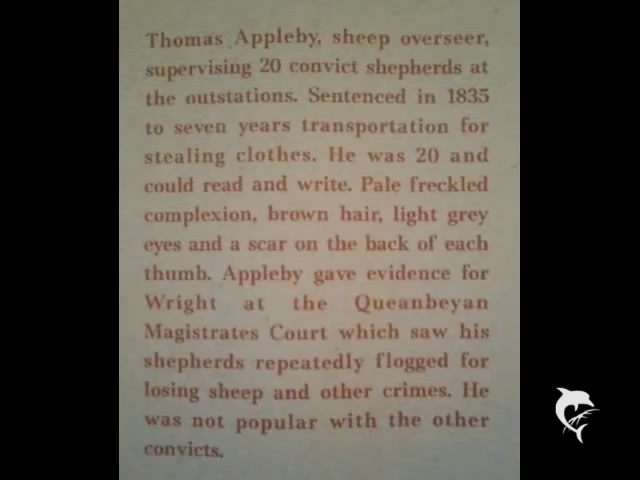 Thomas Appleby, sheep overseer,
supervising 20 convict shepherds at
the outstations. Sentenced in 1835
to seven years transportation for
stealing clothes. He was 20 and
could read and write. Pale freckled
complexion, brown hair, light grey
eyes and a scar on the back of each
thumb. Appleby gave evidence for
Wright at the Queanbeyan
Magistrates Court which saw his
shepherds repeatedly flogged for
losing sheep and other crimes. He
was not popular with the other
convicts.